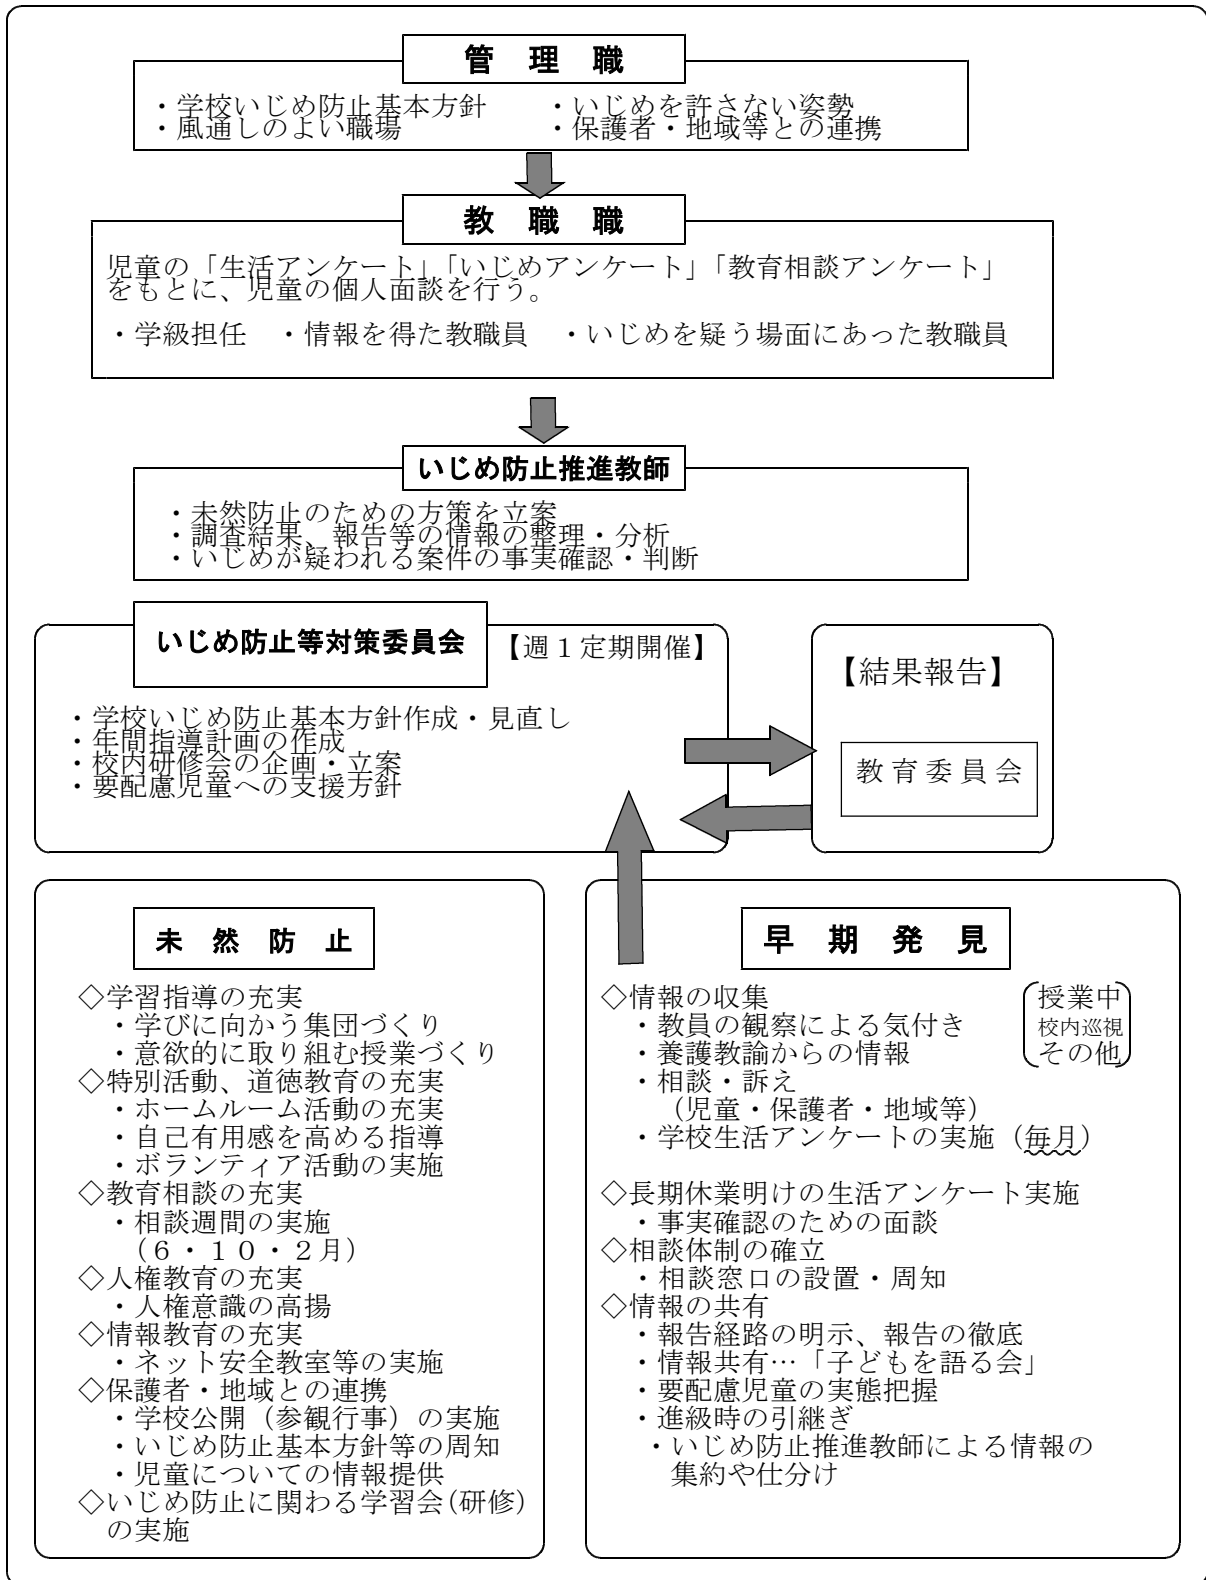 管　理　職
・学校いじめ防止基本方針　　・いじめを許さない姿勢
・風通しのよい職場　　　　　・保護者・地域等との連携
教　職　職
児童の「生活アンケート」「いじめアンケート」「教育相談アンケート」
をもとに、児童の個人面談を行う。
・学級担任　・情報を得た教職員　・いじめを疑う場面にあった教職員
いじめ防止推進教師
・未然防止のための方策を立案
・調査結果、報告等の情報の整理・分析
・いじめが疑われる案件の事実確認・判断
いじめ防止等対策委員会
【週１定期開催】
・学校いじめ防止基本方針作成・見直し
・年間指導計画の作成
・校内研修会の企画・立案
・要配慮児童への支援方針
【結果報告】
教育委員会
未　然　防　止
◇学習指導の充実
・学びに向かう集団づくり
・意欲的に取り組む授業づくり
◇特別活動、道徳教育の充実
・ホームルーム活動の充実
・自己有用感を高める指導
・ボランティア活動の実施
◇教育相談の充実
・相談週間の実施
（６・１０・２月）
◇人権教育の充実
・人権意識の高揚
◇情報教育の充実
・ネット安全教室等の実施
◇保護者・地域との連携
・学校公開（参観行事）の実施
・いじめ防止基本方針等の周知
・児童についての情報提供
◇いじめ防止に関わる学習会(研修)
の実施
早　期　発　見
◇情報の収集
・教員の観察による気付き
・養護教諭からの情報
・相談・訴え
（児童・保護者・地域等）
・学校生活アンケートの実施（毎月）
授業中
校内巡視
その他
◇長期休業明けの生活アンケート実施
・事実確認のための面談
◇相談体制の確立
・相談窓口の設置・周知
◇情報の共有
・報告経路の明示、報告の徹底
・情報共有…「子どもを語る会」
・要配慮児童の実態把握
・進級時の引継ぎ
・いじめ防止推進教師による情報の
集約や仕分け